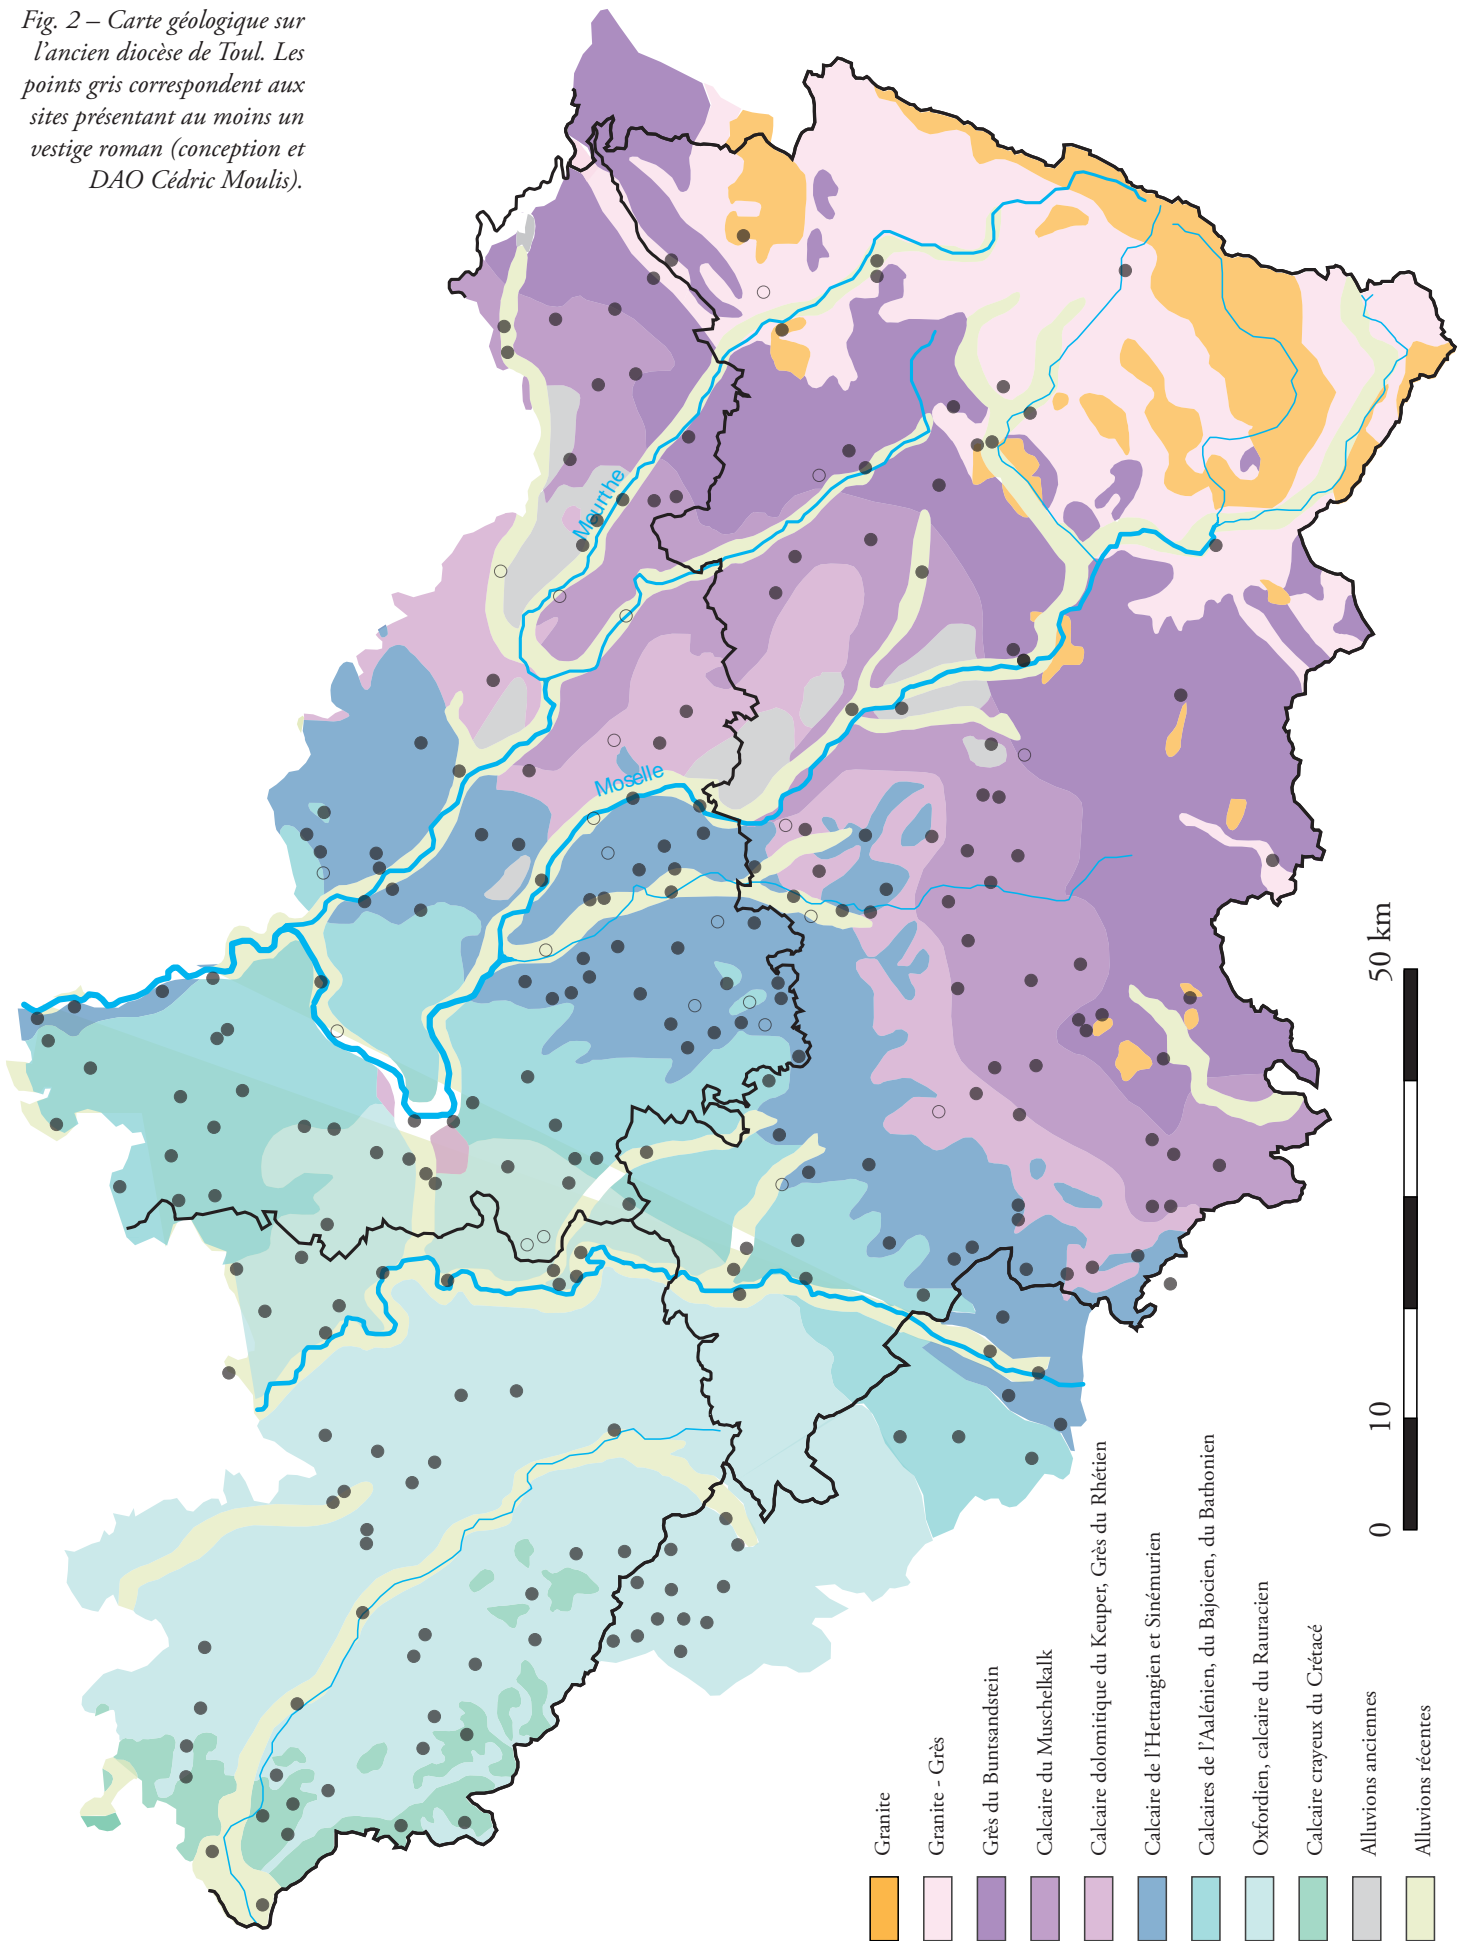 Fig. 2 – Carte géologique sur
l’ancien diocèse de Toul. Les
points gris correspondent aux
sites présentant au moins un
vestige roman (conception et
DAO Cédric Moulis).
Meurthe
Moselle
0 10 50 km
Granite
Granite - Grès
Grès du Buntsandstein
Calcaire du Muschelkalk
Calcaire dolomitique du Keuper, Grès du Rhétien
Calcaire de l’Hettangien et Sinémurien
Calcaires de l’Aalénien, du Bajocien, du Bathonien
Oxfordien, calcaire du Rauracien
Calcaire crayeux du Crétacé
Alluvions anciennes
Alluvions récentes